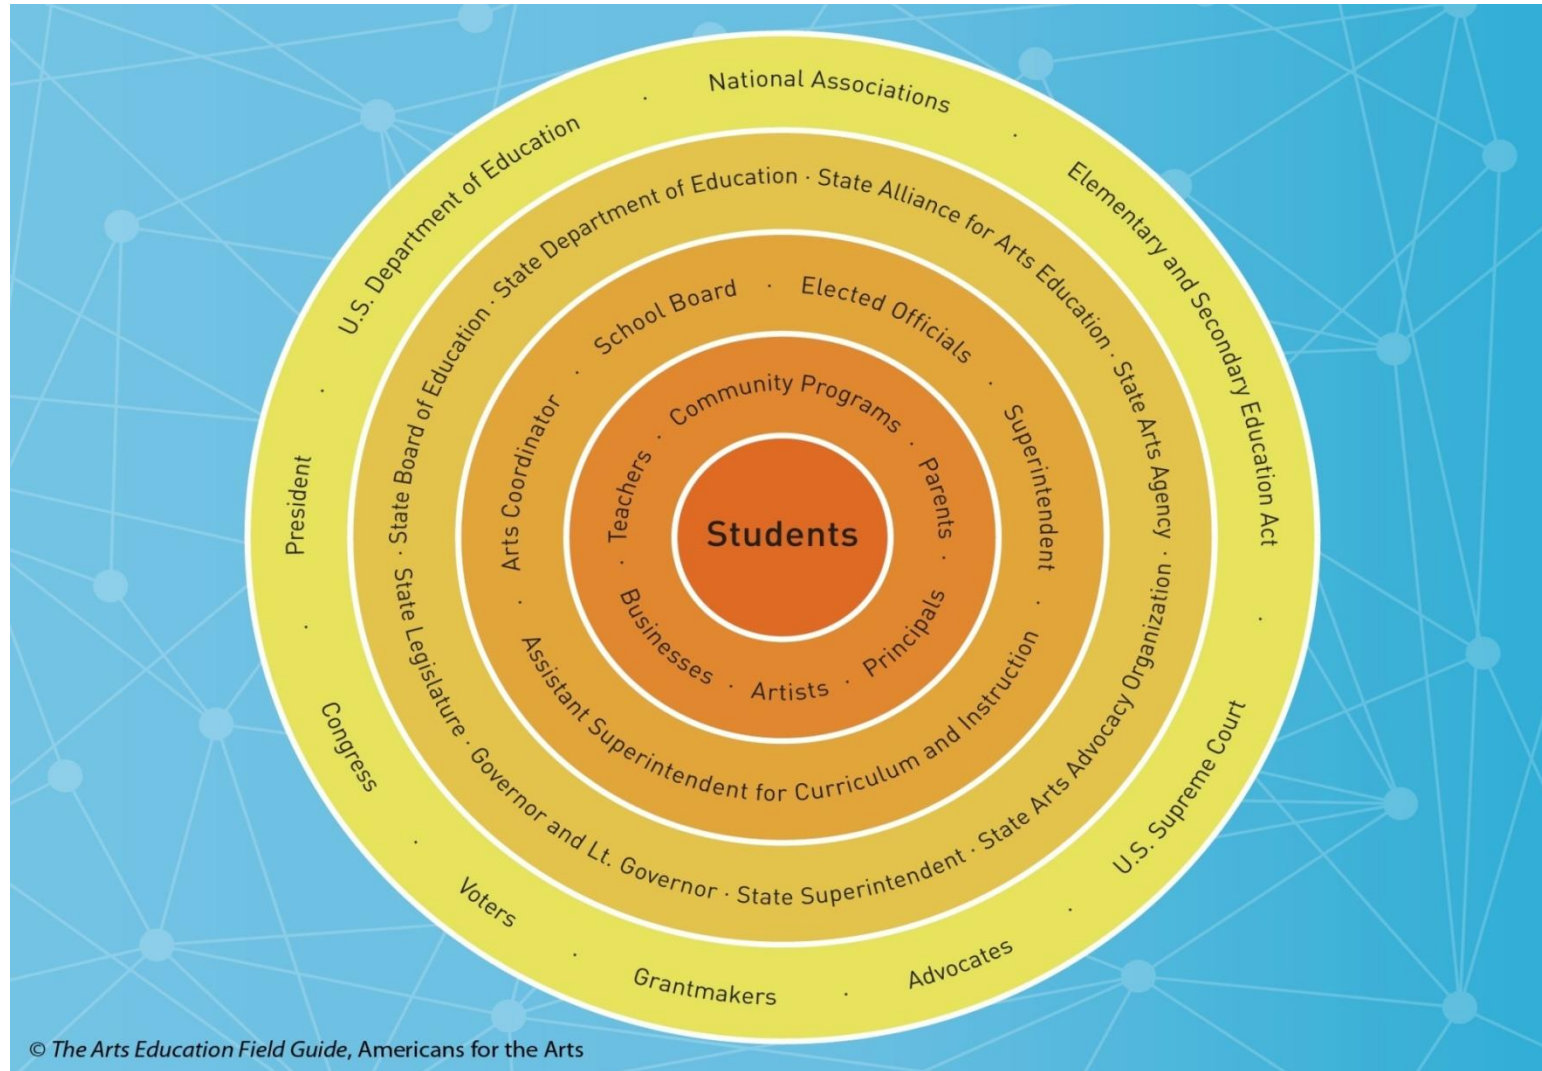 National Associations
·
Elementary and Secondary Education Act
·
U.S. Supreme Court
·
Advocates
·
Grantmakers
·
Voters
·
Congress
·
President
·
U.S. Department of Education
·
State Department of Education · State Alliance for Arts Education · State Arts Agency · State Arts Advocacy Organization · State Superintendent · Governor and Lt. Governor · State Legislature · State Board of Education ·
School Board · Elected Officials · Superintendent · Assistant Superintendent for Curriculum and Instruction · Arts Coordinator ·
Community Programs · Parents · Principals · Artists · Businesses · Teachers ·
Students
© The Arts Education Field Guide, Americans for the Arts